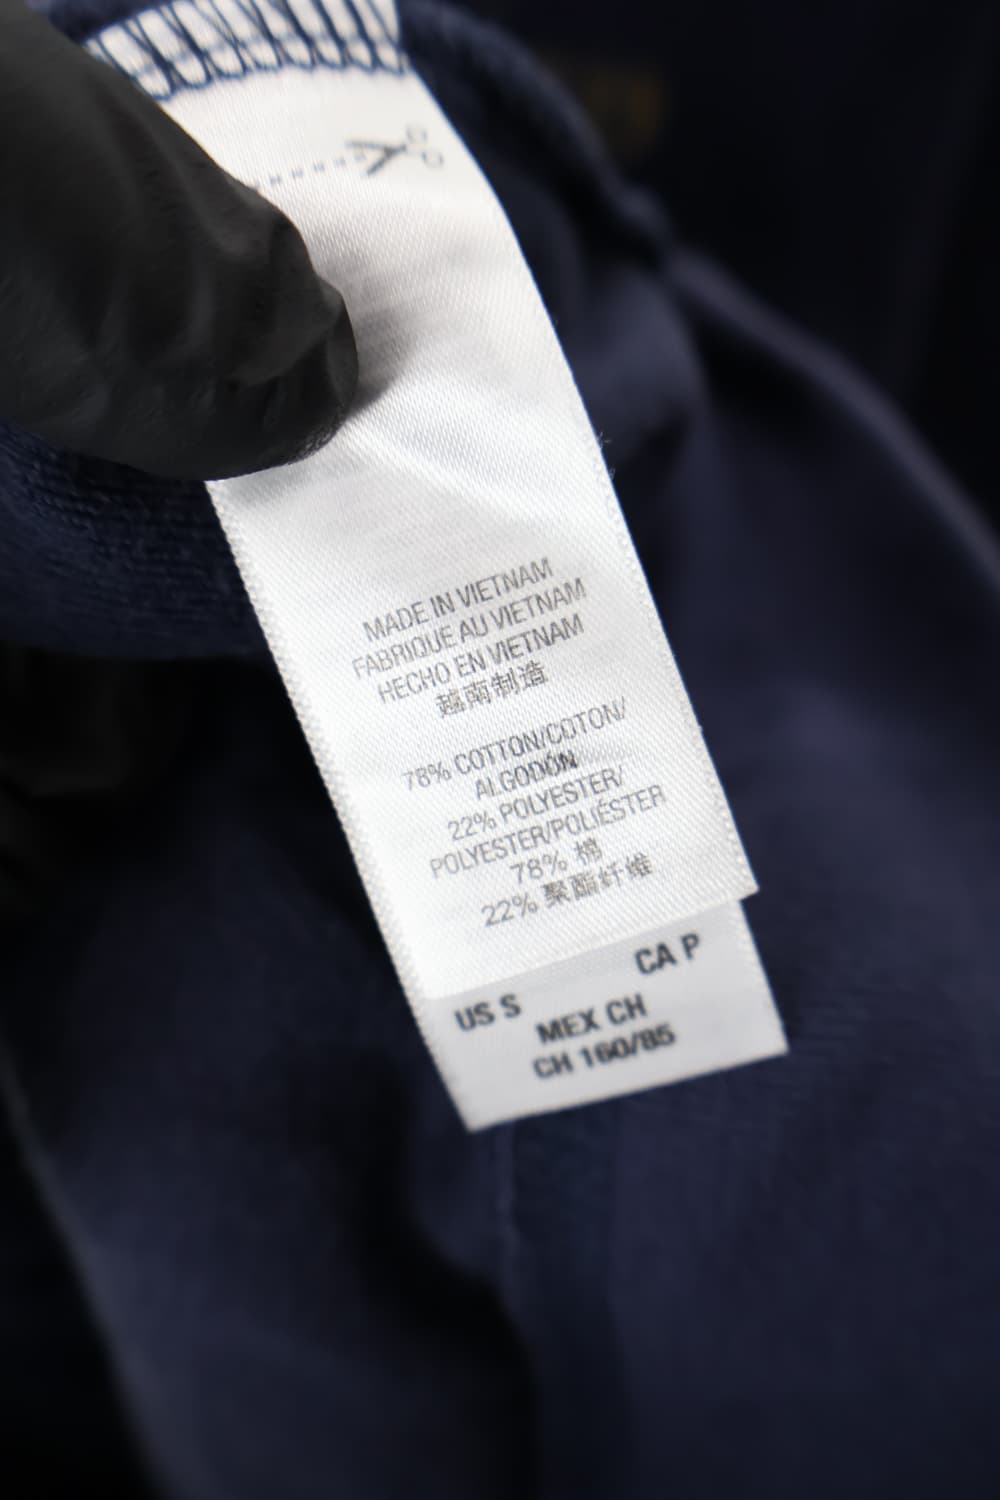 MADE IN VIETNAM
FABRIQUE AU VIETNAM
HECHO EN VIETNAM
越南制造
78% COTTON/COTON/
ALGODÓN
22% POLYESTER/
POLYESTER/POLIÉSTER
78% 棉
22% 聚酯纤维
US S CA P
MEX CH
CH 160/85